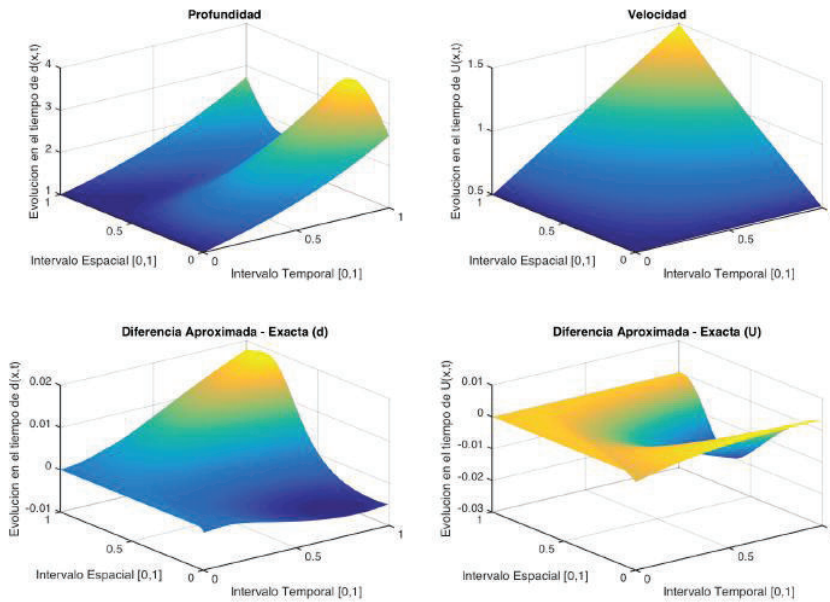 Profundidad
Evolucion en el tiempo de d(x,t)
4
3
2
1
1
0.5
0
Intervalo Espacial [0,1]
0
0.5
1
Intervalo Temporal [0,1]
Velocidad
Evolucion en el tiempo de U(x,t)
1.5
1
0.5
1
0.5
0
Intervalo Espacial [0,1]
0
0.5
1
Intervalo Temporal [0,1]
Diferencia Aproximada - Exacta (d)
Evolucion en el tiempo de d(x,t)
0.02
0.01
0
-0.01
1
0.5
0
Intervalo Espacial [0,1]
0
0.5
1
Intervalo Temporal [0,1]
Diferencia Aproximada - Exacta (U)
Evolucion en el tiempo de U(x,t)
0.01
0
-0.01
-0.02
-0.03
1
0.5
0
Intervalo Espacial [0,1]
0
0.5
1
Intervalo Temporal [0,1]